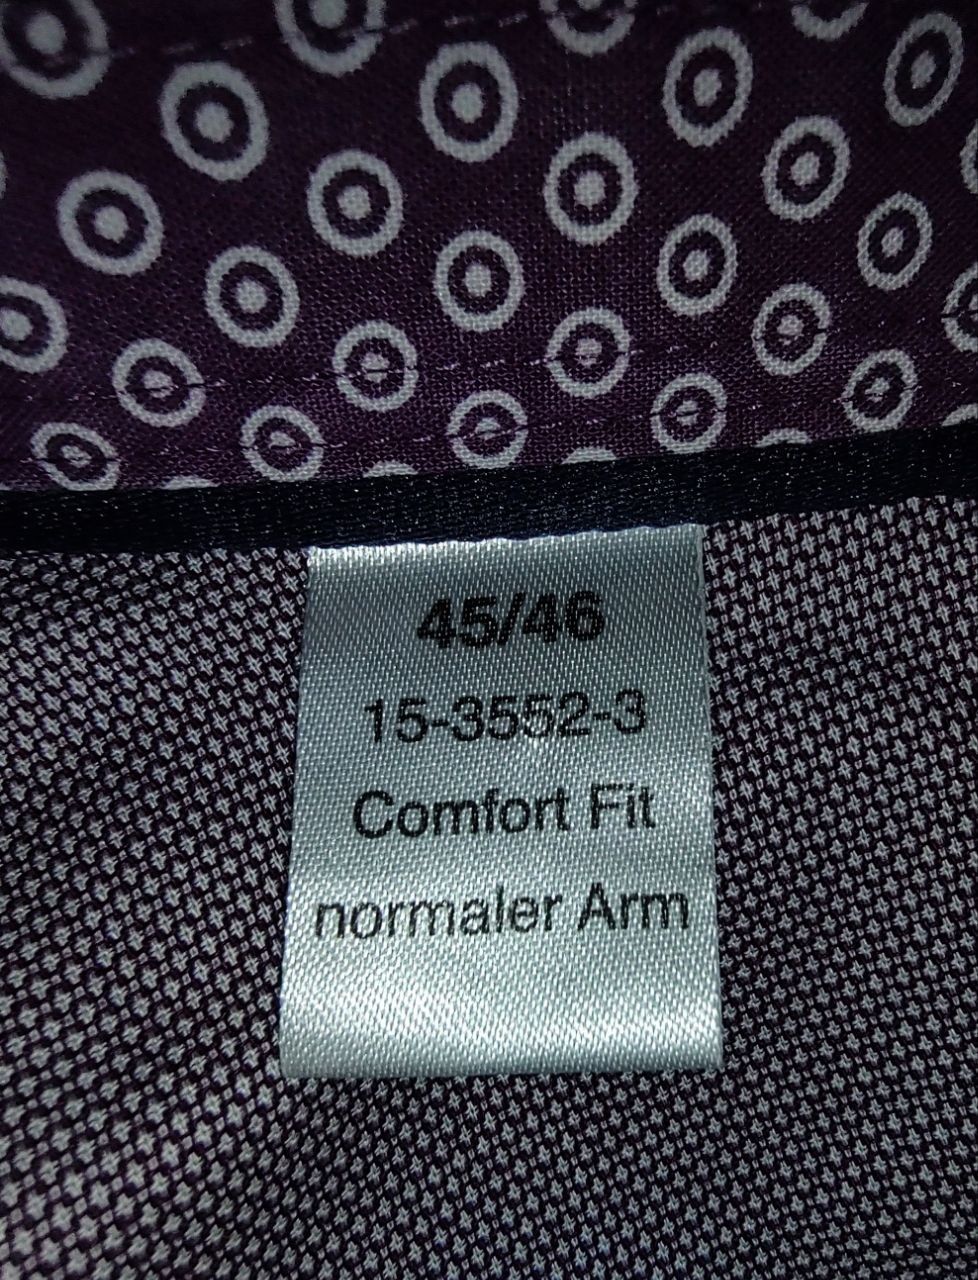 45/46
15-3552-3
Comfort Fit
normaler Arm